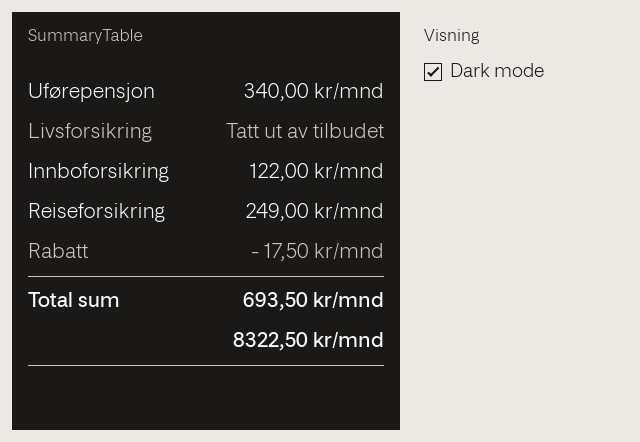 SummaryTable
Uførepensjon 340,00 kr/mnd
Livsforsikring Tatt ut av tilbudet
Innboforsikring 122,00 kr/mnd
Reiseforsikring 249,00 kr/mnd
Rabatt - 17,50 kr/mnd
Total sum 693,50 kr/mnd
8322,50 kr/mnd
Visning
Dark mode